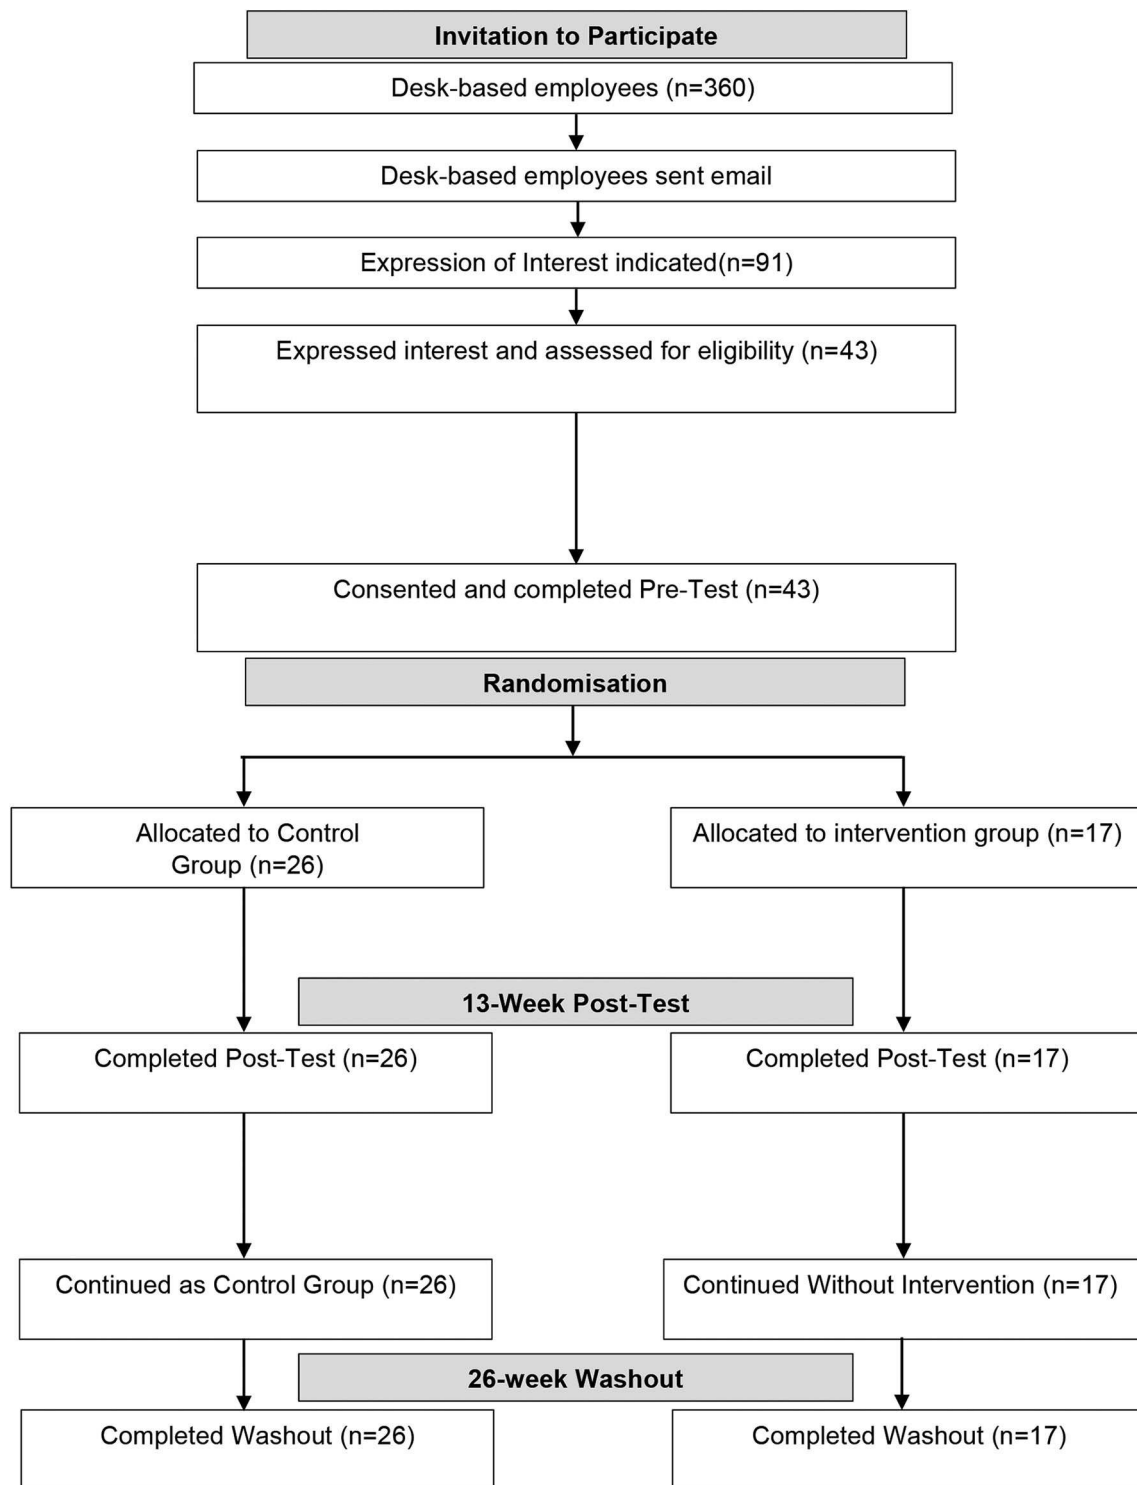 Invitation to Participate
Desk-based employees (n=360)
Desk-based employees sent email
Expression of Interest indicated(n=91)
Expressed interest and assessed for eligibility (n=43)
Consented and completed Pre-Test (n=43)
Randomisation
Allocated to Control
Group (n=26)
Allocated to intervention group (n=17)
13-Week Post-Test
Completed Post-Test (n=26)
Completed Post-Test (n=17)
Continued as Control Group (n=26)
Continued Without Intervention (n=17)
26-week Washout
Completed Washout (n=26)
Completed Washout (n=17)